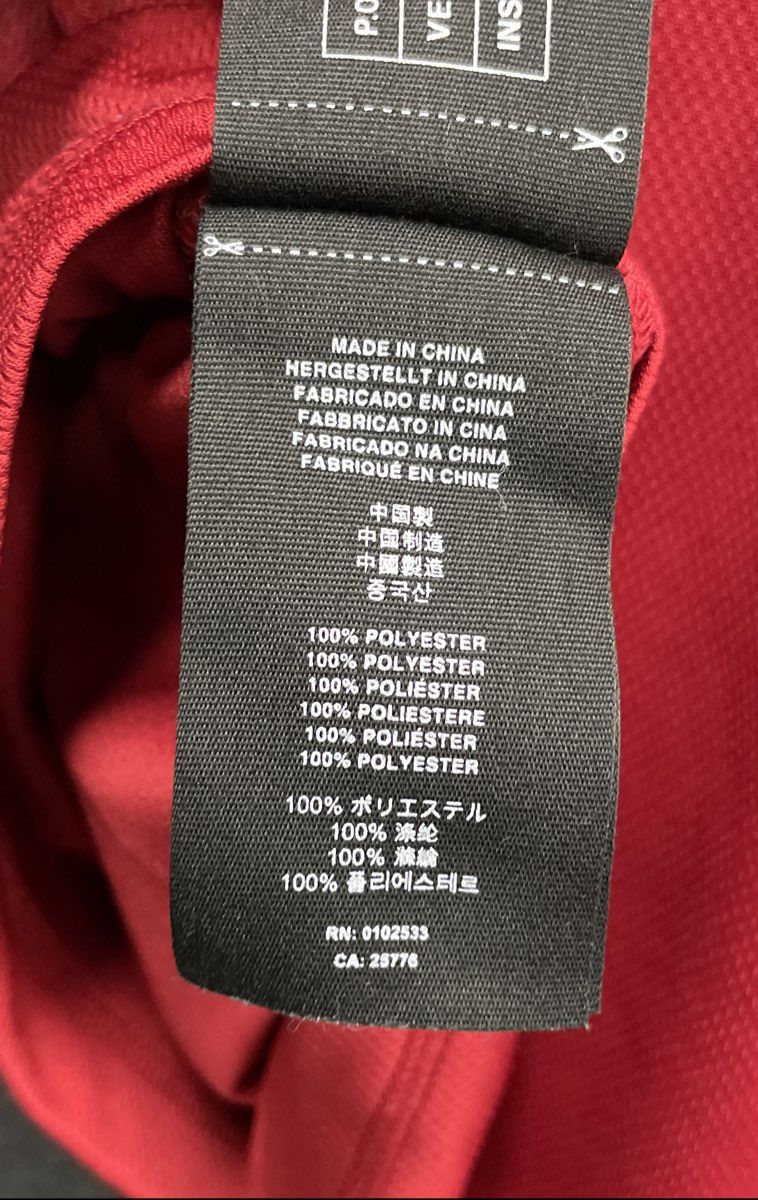 P.O
VE
INS
MADE IN CHINA
HERGESTELLT IN CHINA
FABRICADO EN CHINA
FABBRICATO IN CINA
FABRICADO NA CHINA
FABRIQUÉ EN CHINE
中国製
中国制造
中國製造
중국산
100% POLYESTER
100% POLYESTER
100% POLIÉSTER
100% POLIESTERE
100% POLIÉSTER
100% POLYESTER
100% ポリエステル
100% 涤纶
100% 滌綸
100% 폴리에스테르
RN: 0102533
CA: 25776